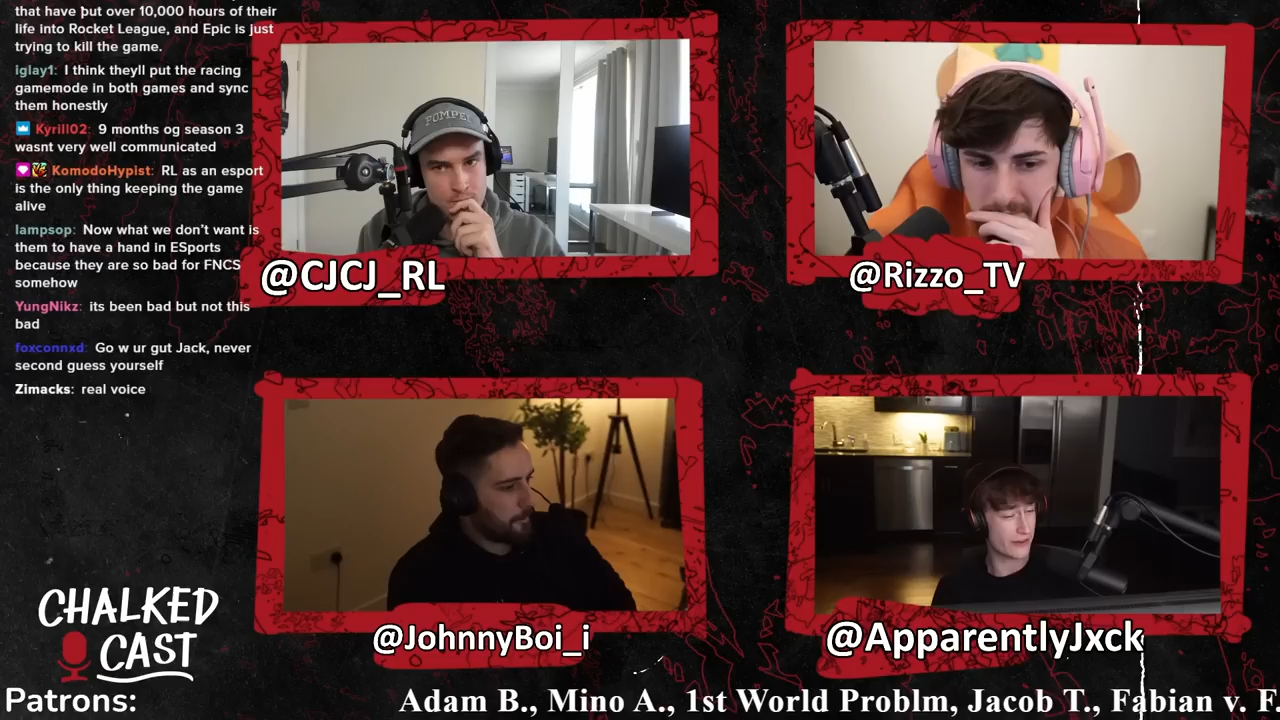 that have put over 10,000 hours of their
life into Rocket League, and Epic is just
trying to kill the game.
iglay1: I think theyll put the racing
gamemode in both games and sync
them honestly
Kyrill02: 9 months og season 3
wasnt very well communicated
KomodoHypist: RL as an esport
is the only thing keeping the game
alive
lampsop: Now what we don't want is
them to have a hand in ESports
because they are so bad for FNCS
somehow
YungNikz: its been bad but not this
bad
foxconnxd: Go w ur gut Jack, never
second guess yourself
Zimacks: real voice
POMPEI
@CJCJ_RL
@Rizzo_TV
@JohnnyBoi_i
@ApparentlyJxck
CHALKED
CAST
Patrons:
Adam B., Mino A., 1st World Problm, Jacob T., Fabian v. F.